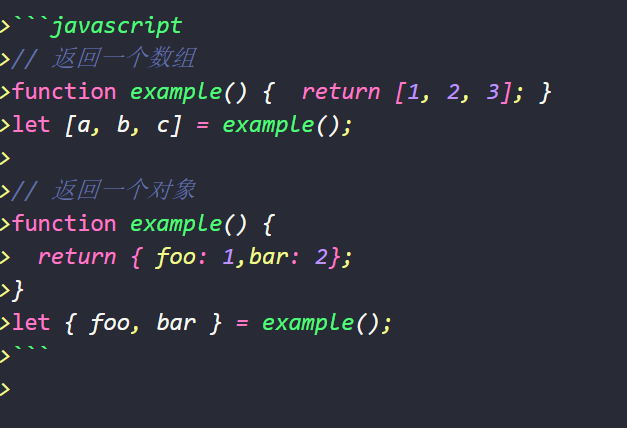 >```javascript
>// 返回一个数组
>function example() {  return [1, 2, 3]; }
>let [a, b, c] = example();
>
>// 返回一个对象
>function example() {
>  return { foo: 1,bar: 2};
>}
>let { foo, bar } = example();
>```
>